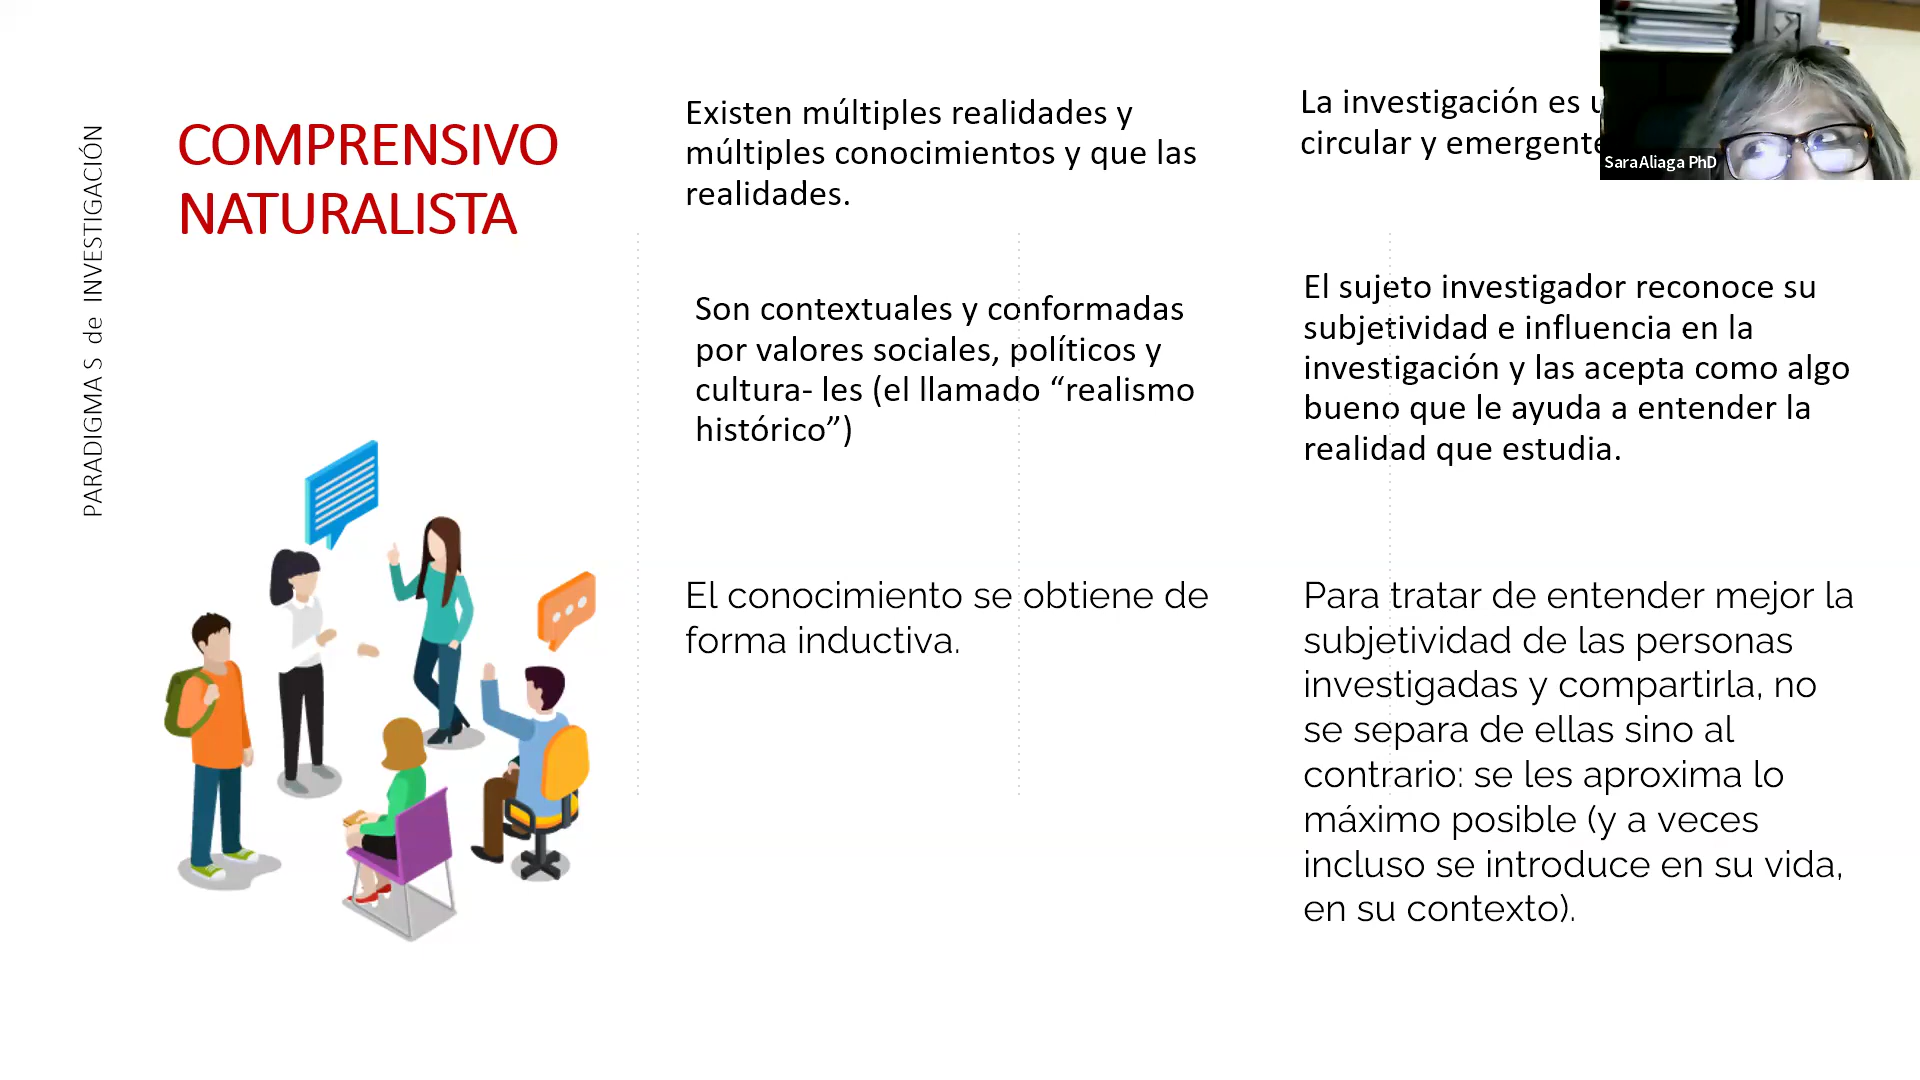 PARADIGMA S de INVESTIGACIÓN
COMPRENSIVO
NATURALISTA
Existen múltiples realidades y
múltiples conocimientos y que las
realidades.
Son contextuales y conformadas
por valores sociales, políticos y
cultura- les (el llamado “realismo
histórico”)
El conocimiento se obtiene de
forma inductiva.
La investigación es
circular y emergente
El sujeto investigador reconoce su
subjetividad e influencia en la
investigación y las acepta como algo
bueno que le ayuda a entender la
realidad que estudia.
Para tratar de entender mejor la
subjetividad de las personas
investigadas y compartirla, no
se separa de ellas sino al
contrario: se les aproxima lo
máximo posible (y a veces
incluso se introduce en su vida,
en su contexto).
Sara Aliaga PhD